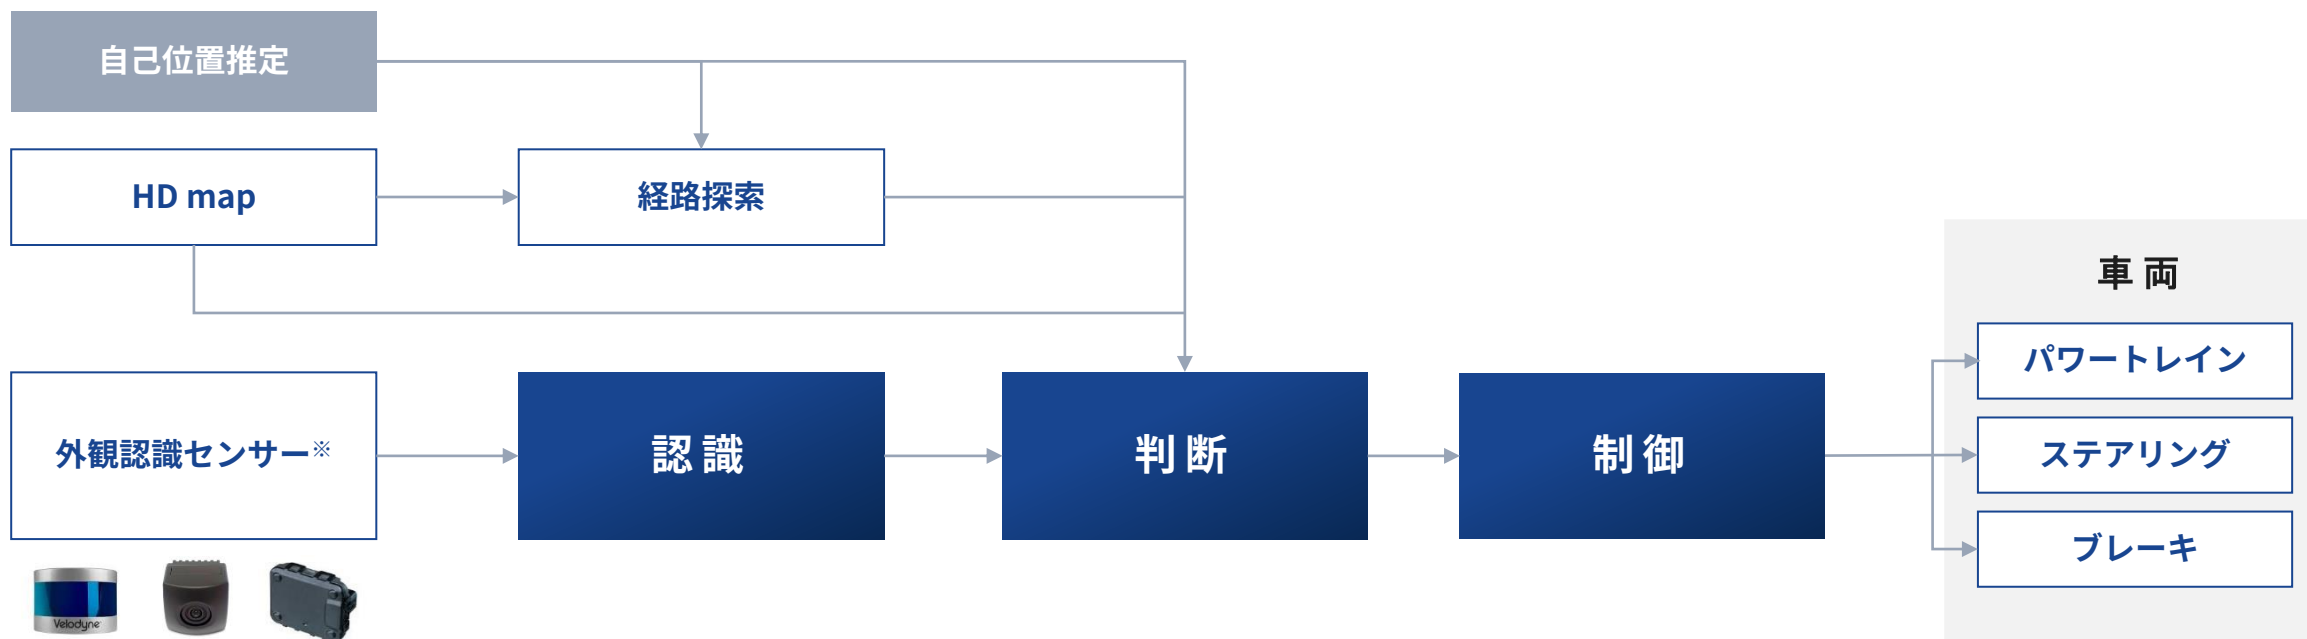 自己位置推定
HD map
経路探索
車両
パワートレイン
外観認識センサー※
認識
判断
制御
ステアリング
ブレーキ
Velodyne